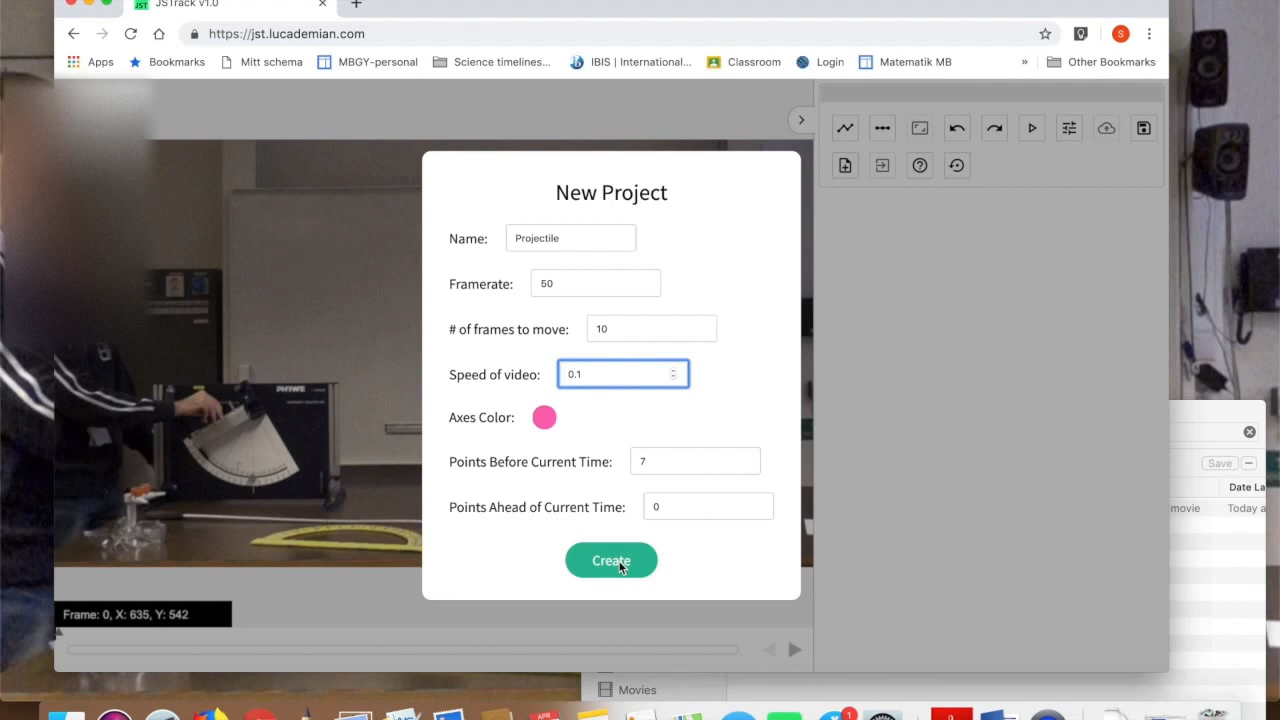 JSTrack v1.0
https://jst.lucademian.com
S
Apps
Bookmarks
Mitt schema
MBGY-personal
Science timelines...
IBIS | International...
Classroom
Login
Matematik MB
»
Other Bookmarks
New Project
Name: Projectile
Framerate: 50
# of frames to move: 10
Speed of video: 0.1
Axes Color:
Points Before Current Time: 7
Points Ahead of Current Time: 0
Create
PHYWE
Frame: 0, X: 635, Y: 542
Save
Date La
movie Today a
Movies
APR
1